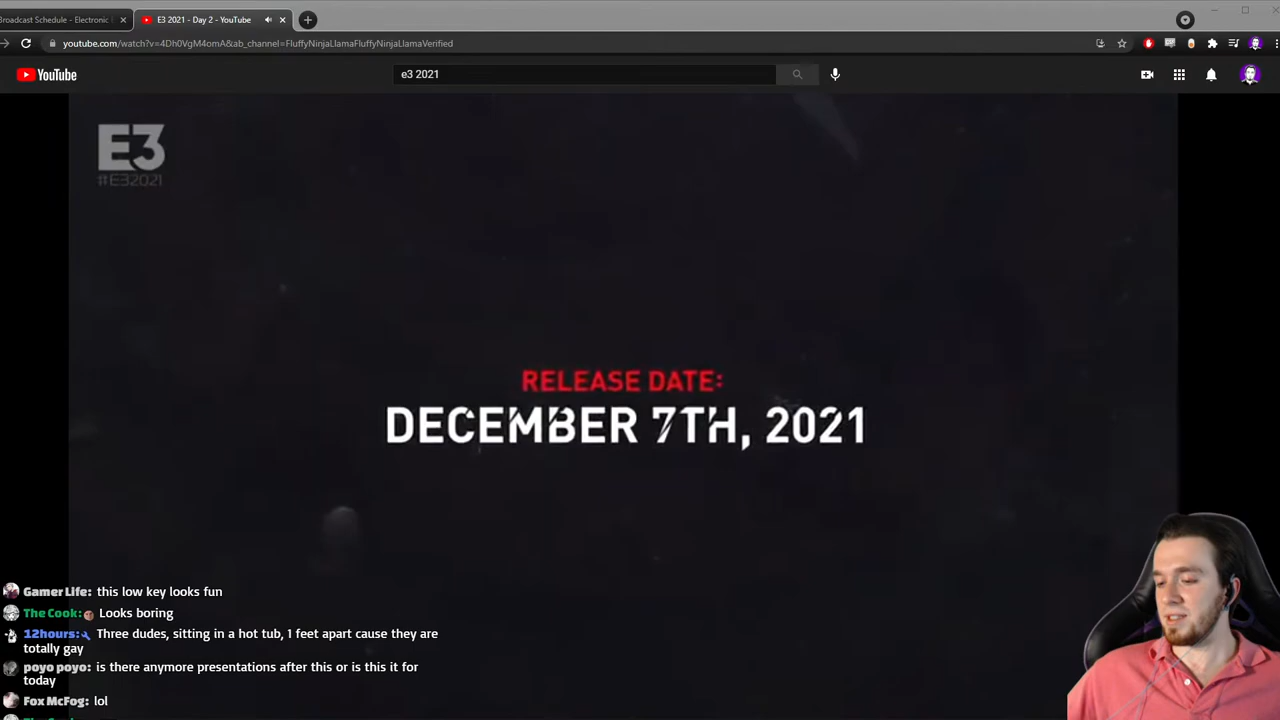 Broadcast Schedule - Electronic
E3 2021 - Day 2 - YouTube
youtube.com/watch?v=4Dh0VgM4omA&ab_channel=FluffyNinjaLlamaFluffyNinjaLlamaVerified
YouTube
e3 2021
E3
#E32021
RELEASE DATE:
DECEMBER 7TH, 2021
Gamer Life: this low key looks fun
The Cook: Looks boring
12hours: Three dudes, sitting in a hot tub, 1 feet apart cause they are
totally gay
poyo poyo: is there anymore presentations after this or is this it for
today
Fox McFog: lol